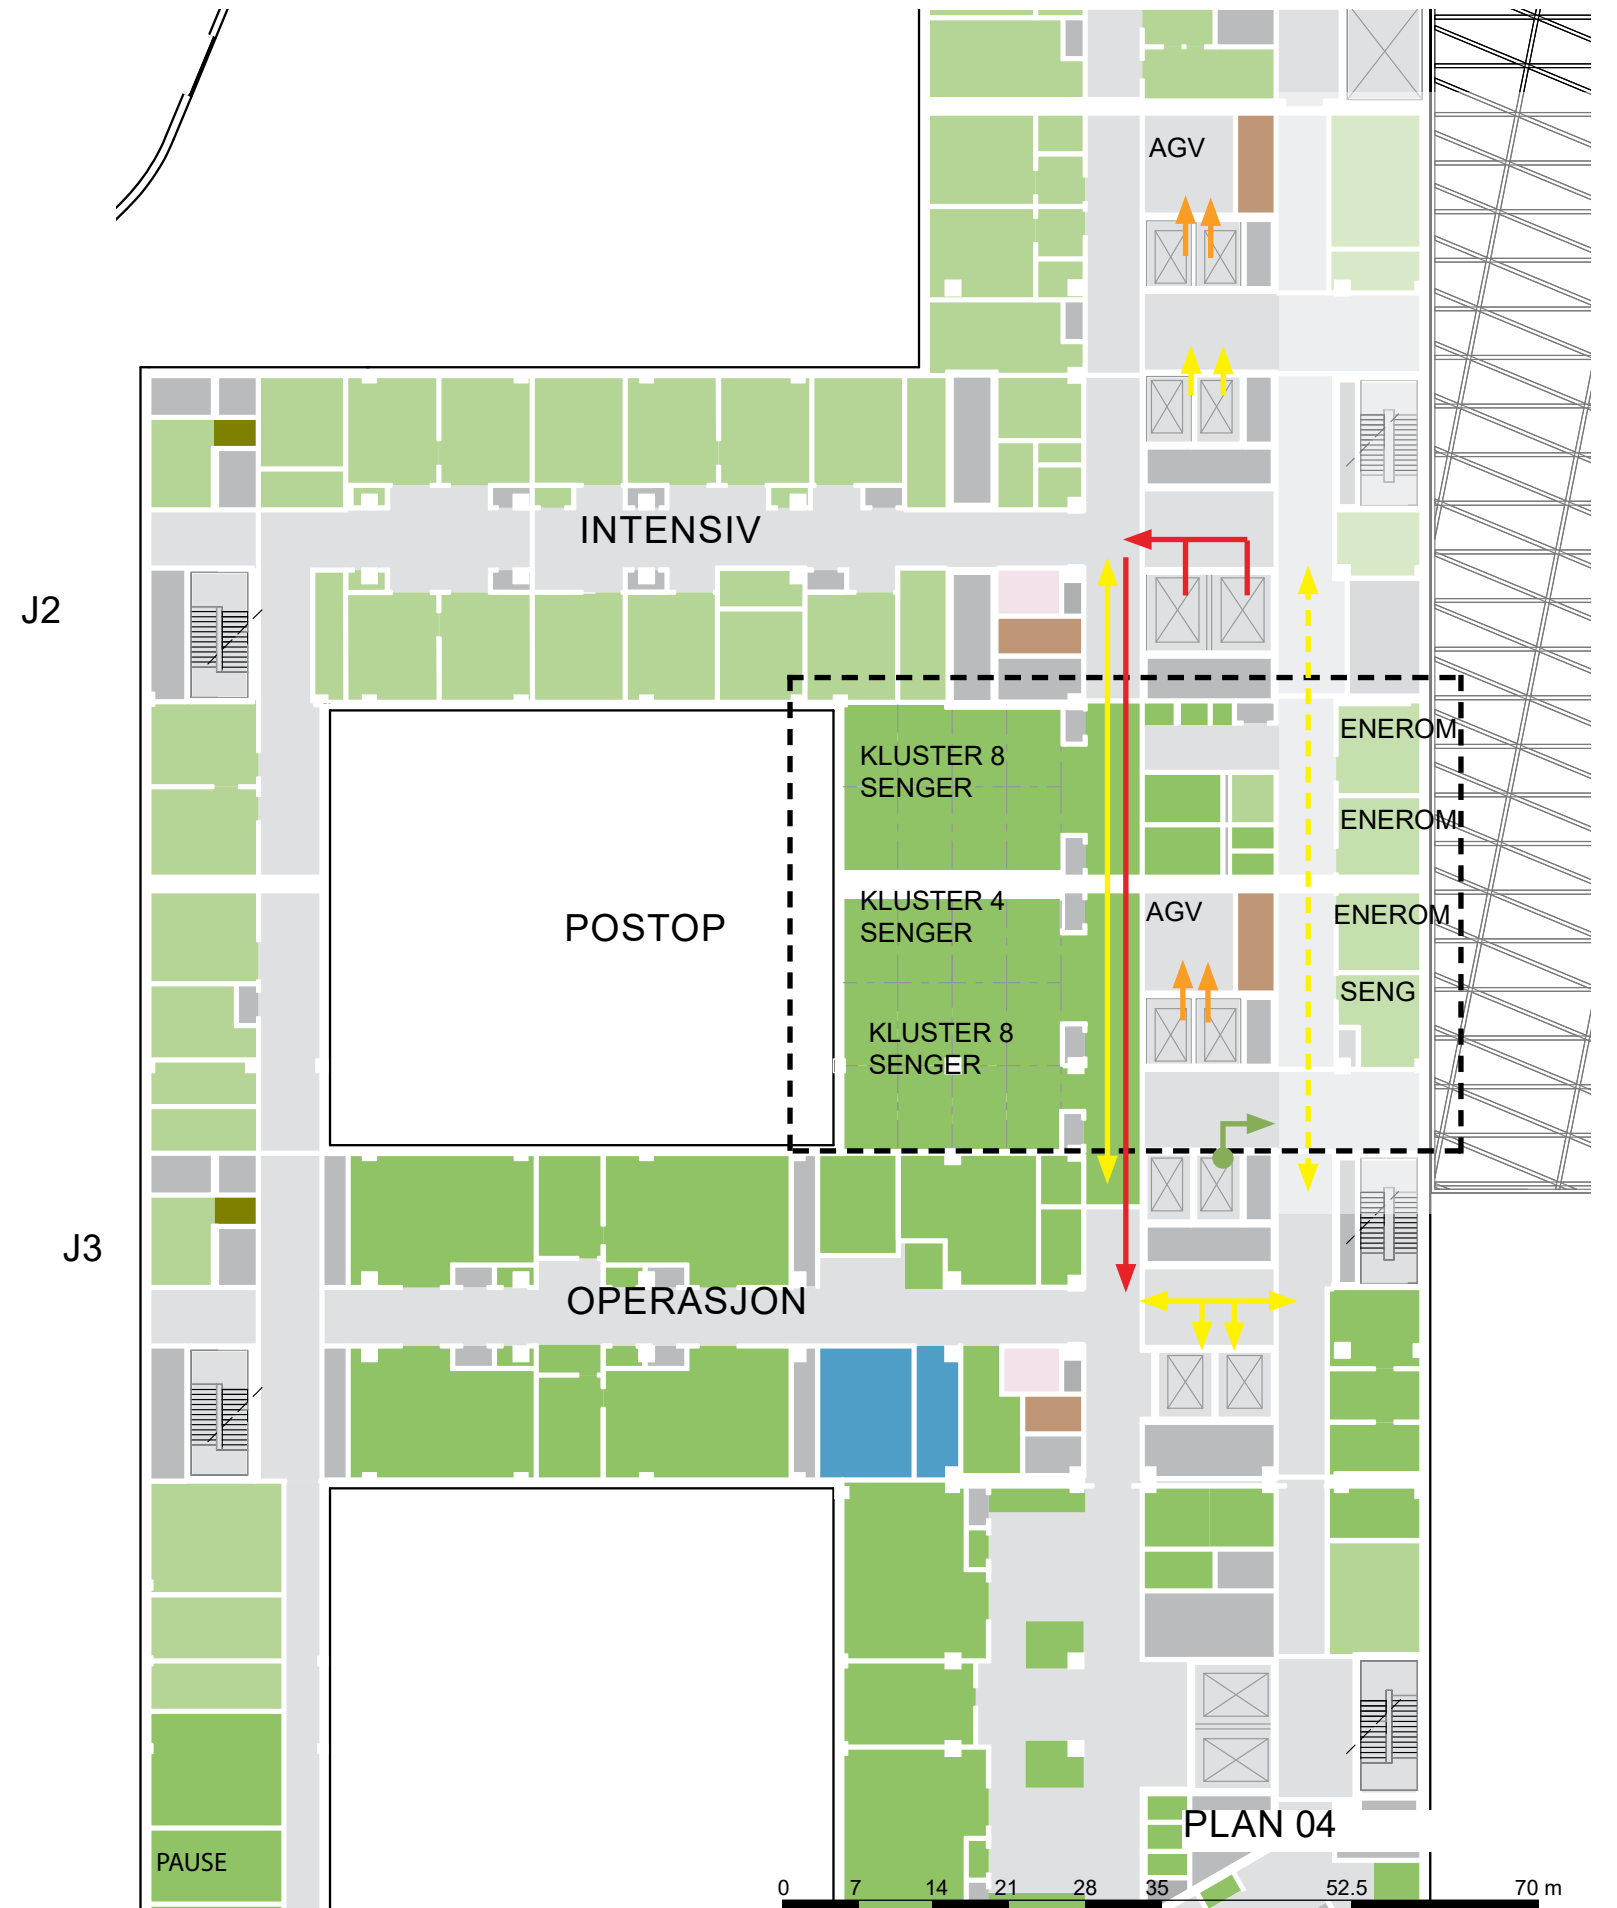 AGV
INTENSIV
J2
ENEROM
KLUSTER 8
SENGER
ENEROM
KLUSTER 4
SENGER
AGV
ENEROM
POSTOP
SENG
KLUSTER 8
SENGER
J3
OPERASJON
PLAN 04
PAUSE
0 7 14 21 28 35 52.5 70 m